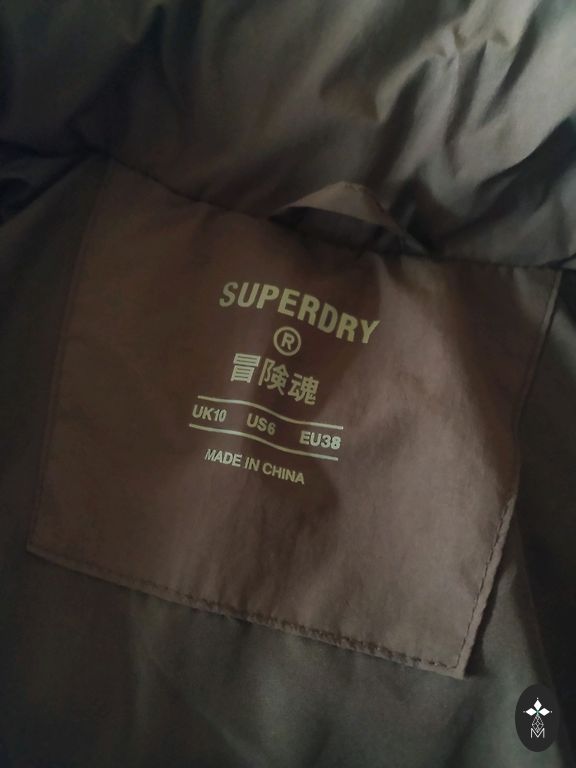 SUPERDRY
®
冒険魂
UK10 US6 EU38
MADE IN CHINA
M